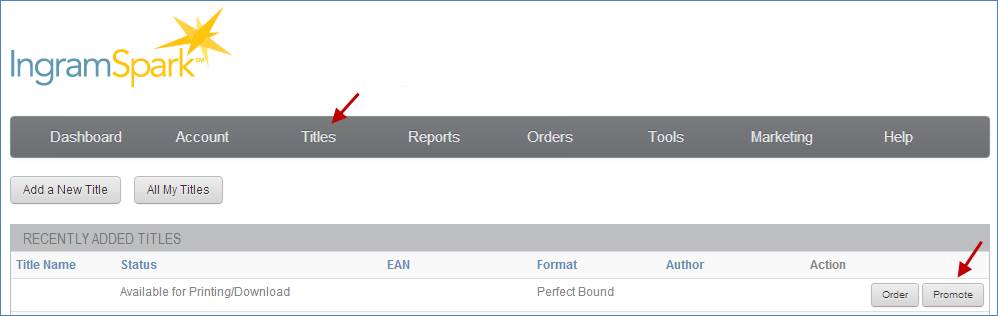 IngramSpark℠
Dashboard Account Titles Reports Orders Tools Marketing Help
Add a New Title All My Titles
RECENTLY ADDED TITLES
Title Name Status EAN Format Author Action
Available for Printing/Download Perfect Bound Order Promote